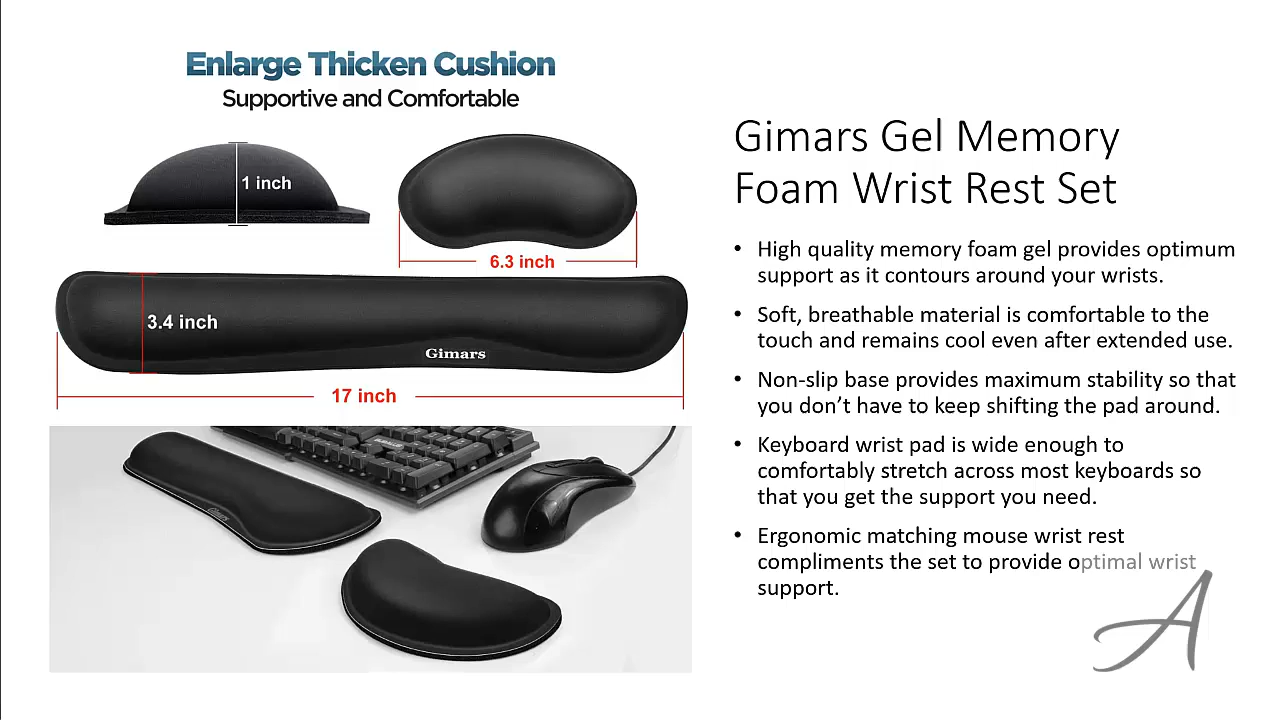 Enlarge Thicken Cushion
Supportive and Comfortable
1 inch
6.3 inch
3.4 inch
Gimars
17 inch
Gimars
Gimars Gel Memory
Foam Wrist Rest Set
• High quality memory foam gel provides optimum
support as it contours around your wrists.
• Soft, breathable material is comfortable to the
touch and remains cool even after extended use.
• Non-slip base provides maximum stability so that
you don’t have to keep shifting the pad around.
• Keyboard wrist pad is wide enough to
comfortably stretch across most keyboards so
that you get the support you need.
• Ergonomic matching mouse wrist rest
compliments the set to provide optimal wrist
support.
A